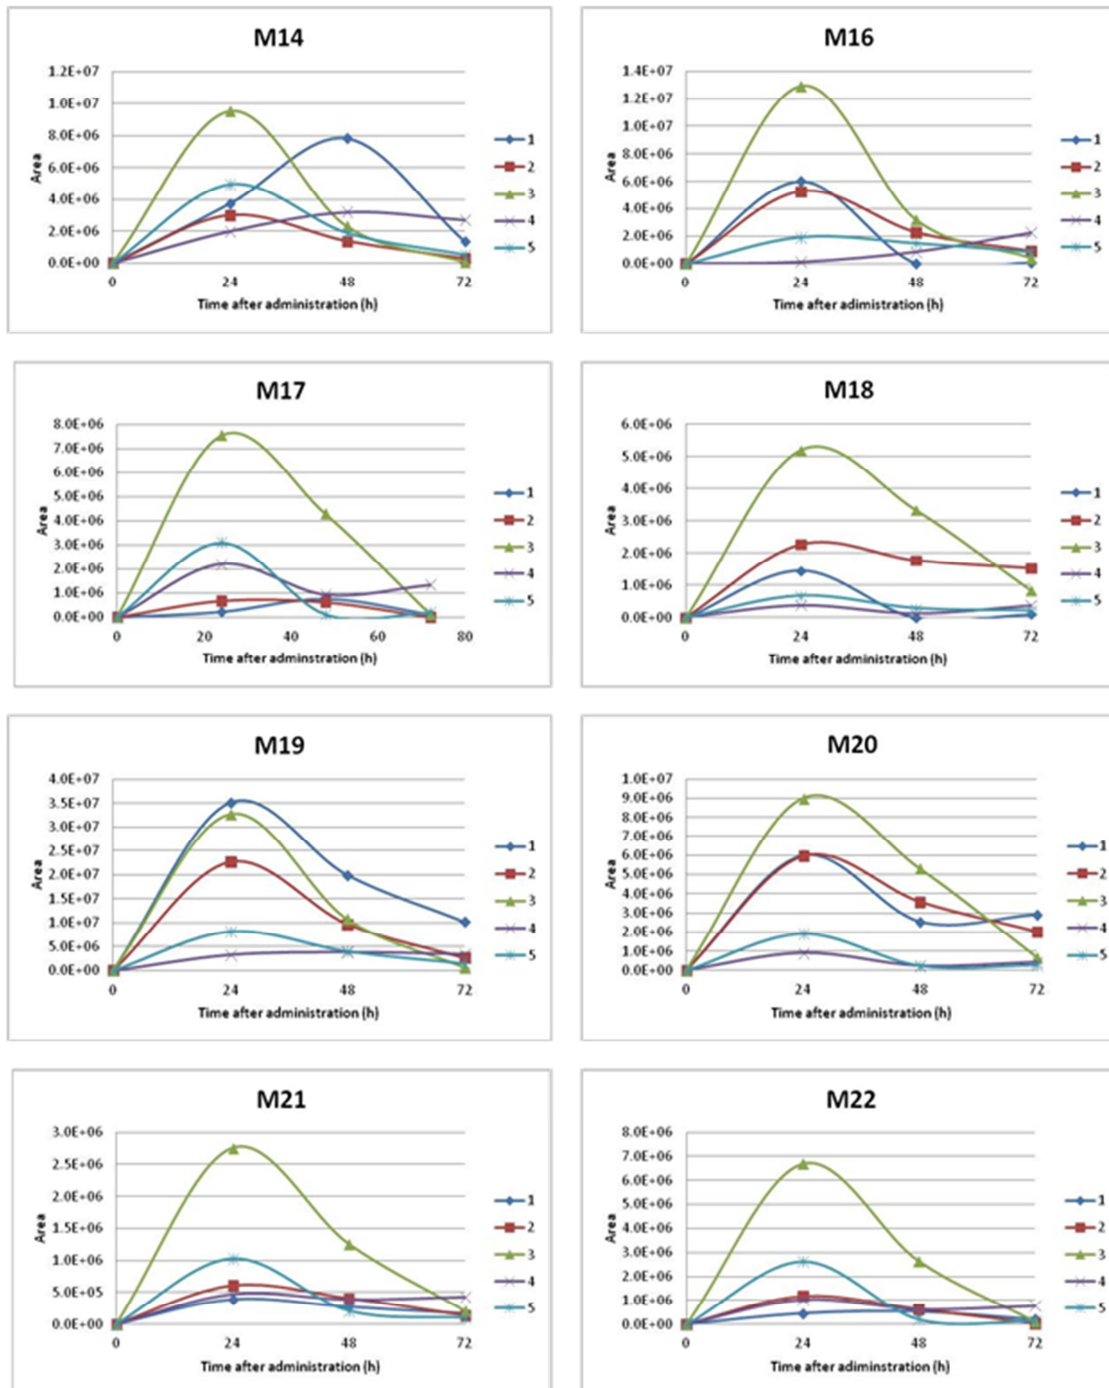 M14
1.2E+07
1.0E+07
8.0E+06
6.0E+06
4.0E+06
2.0E+06
0.0E+00
Area
0 24 48 72
Time after administration (h)
1
2
3
4
5
M16
1.4E+07
1.2E+07
1.0E+07
8.0E+06
6.0E+06
4.0E+06
2.0E+06
0.0E+00
Area
0 24 48 72
Time after adimistration (h)
1
2
3
4
5
M17
8.0E+06
7.0E+06
6.0E+06
5.0E+06
4.0E+06
3.0E+06
2.0E+06
1.0E+06
0.0E+00
Area
0 20 40 60 80
Time after adminstration (h)
1
2
3
4
5
M18
6.0E+06
5.0E+06
4.0E+06
3.0E+06
2.0E+06
1.0E+06
0.0E+00
Area
0 24 48 72
Time after administration (h)
1
2
3
4
5
M19
4.0E+07
3.5E+07
3.0E+07
2.5E+07
2.0E+07
1.5E+07
1.0E+07
5.0E+06
0.0E+00
Area
0 24 48 72
Time after administration (h)
1
2
3
4
5
M20
1.0E+07
9.0E+06
8.0E+06
7.0E+06
6.0E+06
5.0E+06
4.0E+06
3.0E+06
2.0E+06
1.0E+06
0.0E+00
Area
0 24 48 72
Time after administration (h)
1
2
3
4
5
M21
3.0E+06
2.5E+06
2.0E+06
1.5E+06
1.0E+06
5.0E+05
0.0E+00
Area
0 24 48 72
Time after administration (h)
1
2
3
4
5
M22
8.0E+06
7.0E+06
6.0E+06
5.0E+06
4.0E+06
3.0E+06
2.0E+06
1.0E+06
0.0E+00
Area
0 24 48 72
Time after adiministration (h)
1
2
3
4
5